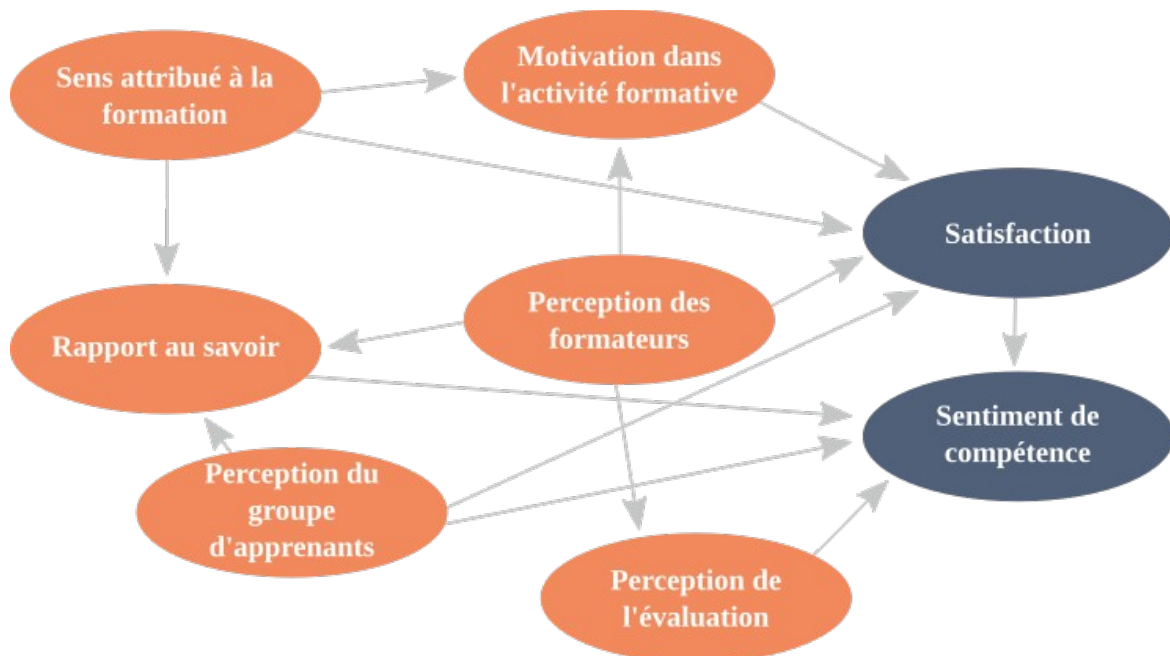 Sens attribué à la
formation
Motivation dans
l'activité formative
Satisfaction
Perception des
formateurs
Rapport au savoir
Sentiment de
compétence
Perception du
groupe
d'apprenants
Perception de
l'évaluation